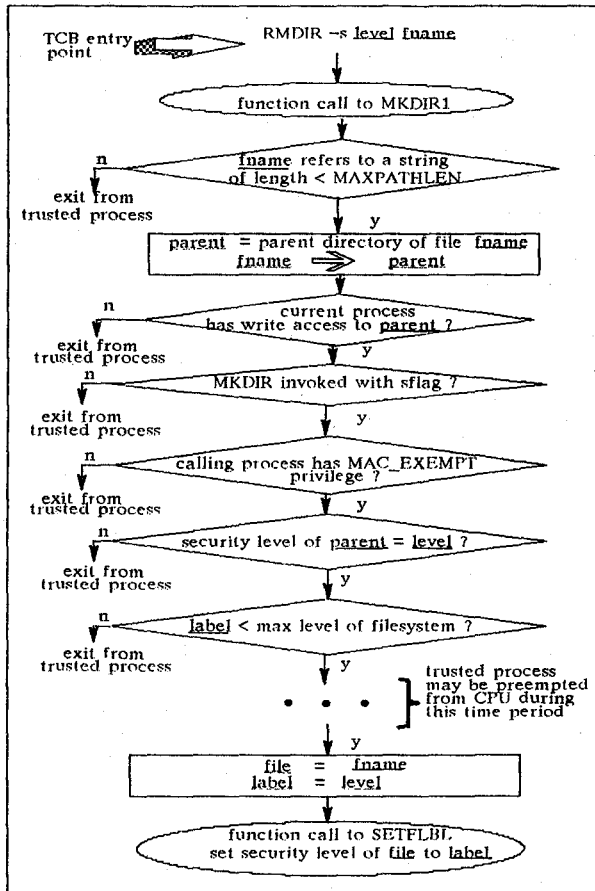 TCB entry
point
RMDIR -s level fname
function call to MKDIR1
n
fname refers to a string
of length < MAXPATHLEN
exit from
trusted process
y
parent = parent directory of file fname
fname ⇒ parent
n
current process
has write access to parent ?
exit from
trusted process
y
n
MKDIR invoked with sflag ?
exit from
trusted process
y
n
calling process has MAC_EXEMPT
privilege ?
exit from
trusted process
y
n
security level of parent = level ?
exit from
trusted process
y
n
label < max level of filesystem ?
exit from
trusted process
y
• • •
trusted process
may be preempted
from CPU during
this time period
y
file = fname
label = level
function call to SETFLBL
set security level of file to label